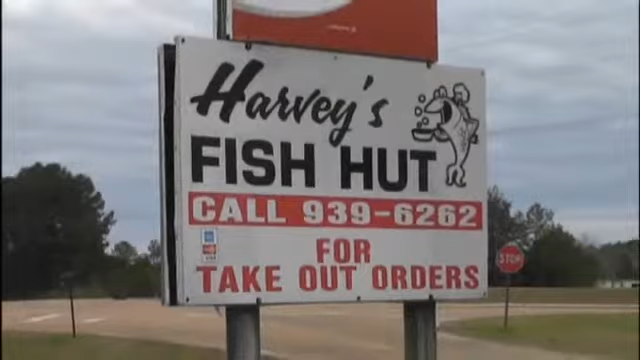 Harvey's
FISH HUT
CALL 939-6262
FOR
TAKE OUT ORDERS
STOP